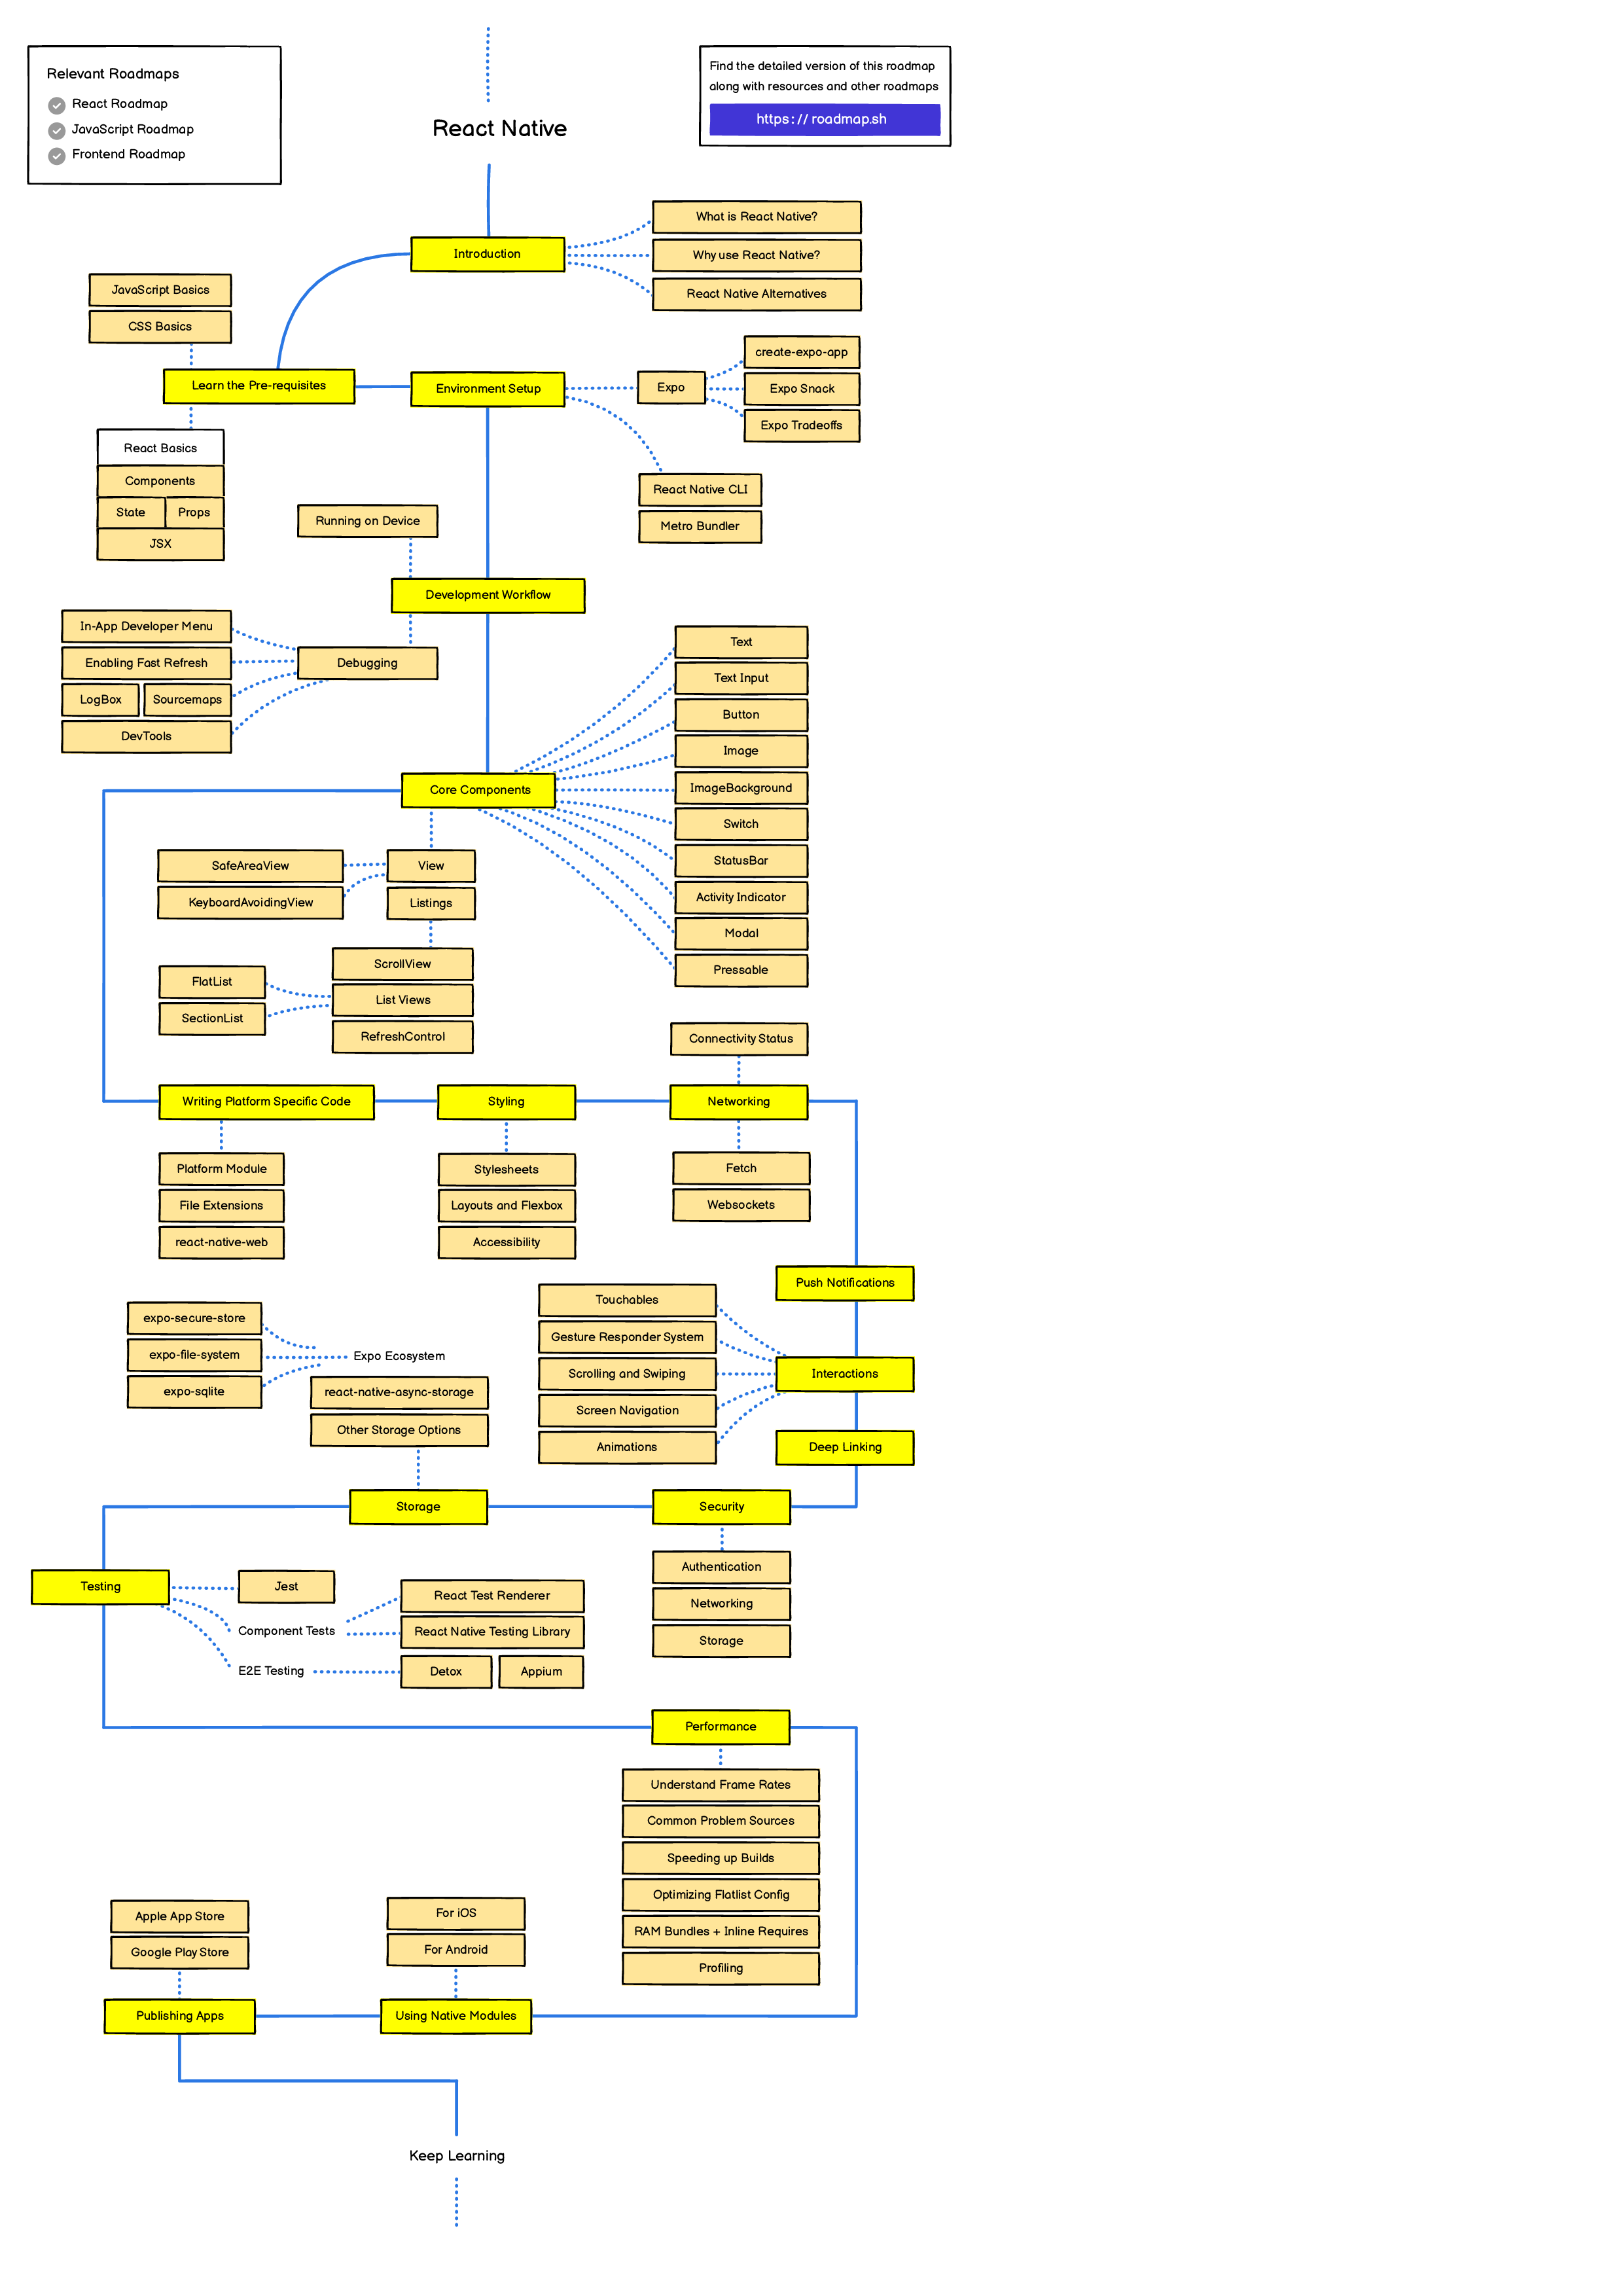 Relevant Roadmaps
React Roadmap
JavaScript Roadmap
Frontend Roadmap
React Native
Find the detailed version of this roadmap
along with resources and other roadmaps
https://roadmap.sh
Introduction
What is React Native?
Why use React Native?
React Native Alternatives
JavaScript Basics
CSS Basics
Learn the Pre-requisites
React Basics
Components
State
Props
JSX
Environment Setup
Expo
create-expo-app
Expo Snack
Expo Tradeoffs
React Native CLI
Metro Bundler
Running on Device
Development Workflow
Debugging
In-App Developer Menu
Enabling Fast Refresh
LogBox
Sourcemaps
DevTools
Core Components
Text
Text Input
Button
Image
ImageBackground
Switch
StatusBar
Activity Indicator
Modal
Pressable
View
SafeAreaView
KeyboardAvoidingView
Listings
ScrollView
List Views
RefreshControl
FlatList
SectionList
Writing Platform Specific Code
Platform Module
File Extensions
react-native-web
Styling
Stylesheets
Layouts and Flexbox
Accessibility
Connectivity Status
Networking
Fetch
Websockets
Push Notifications
Interactions
Touchables
Gesture Responder System
Scrolling and Swiping
Screen Navigation
Animations
Deep Linking
Security
Authentication
Networking
Storage
expo-secure-store
expo-file-system
expo-sqlite
Expo Ecosystem
react-native-async-storage
Other Storage Options
Storage
Testing
Jest
Component Tests
React Test Renderer
React Native Testing Library
E2E Testing
Detox
Appium
Performance
Understand Frame Rates
Common Problem Sources
Speeding up Builds
Optimizing Flatlist Config
RAM Bundles + Inline Requires
Profiling
For iOS
For Android
Using Native Modules
Apple App Store
Google Play Store
Publishing Apps
Keep Learning